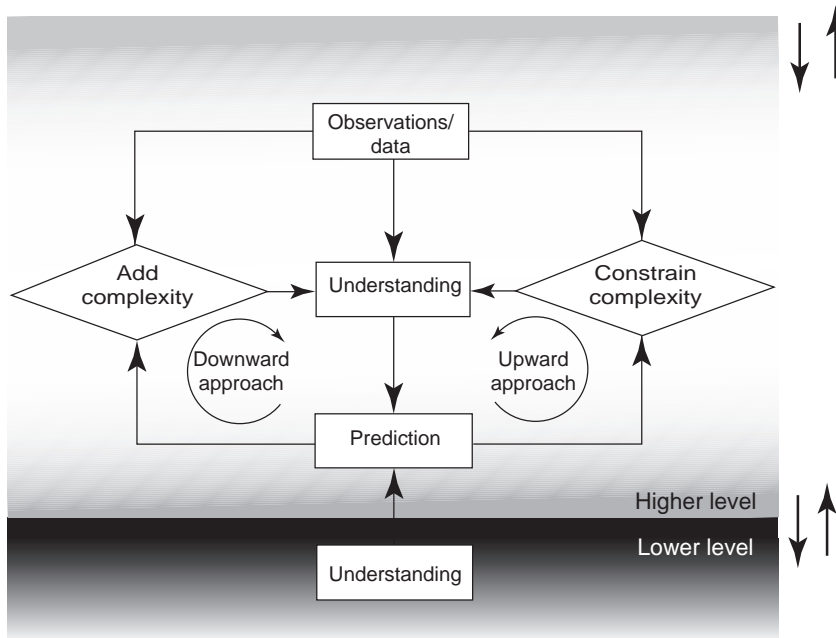 Observations/
data
Add
complexity
Understanding
Constrain
complexity
Downward
approach
Upward
approach
Prediction
Higher level
Lower level
Understanding